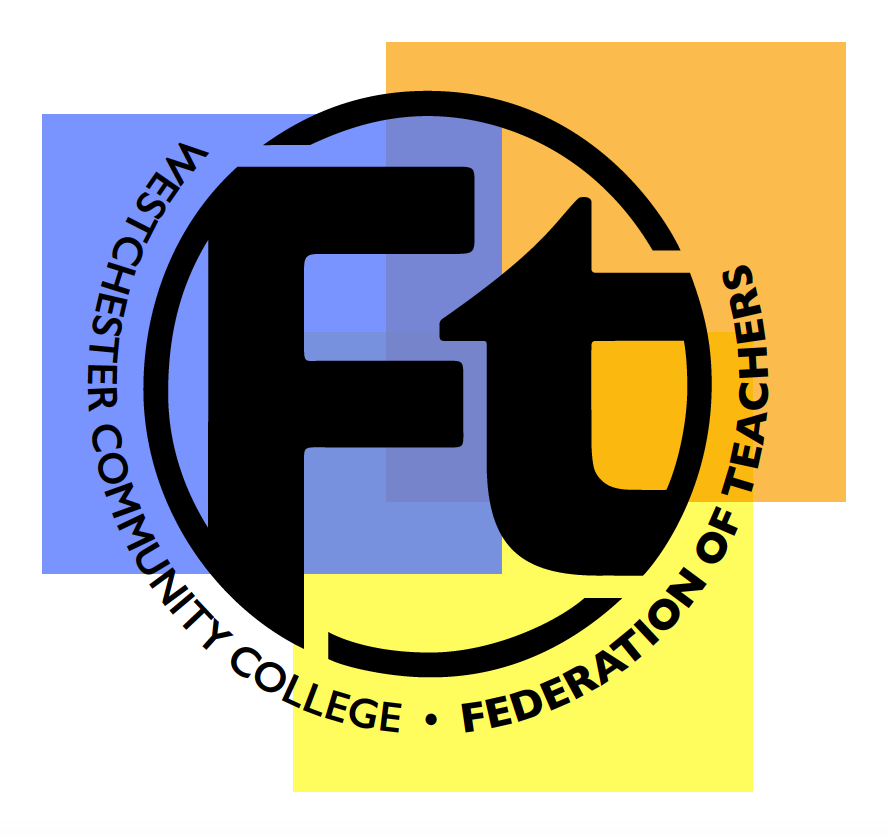 Ft
WESTCHESTER COMMUNITY COLLEGE • FEDERATION OF TEACHERS